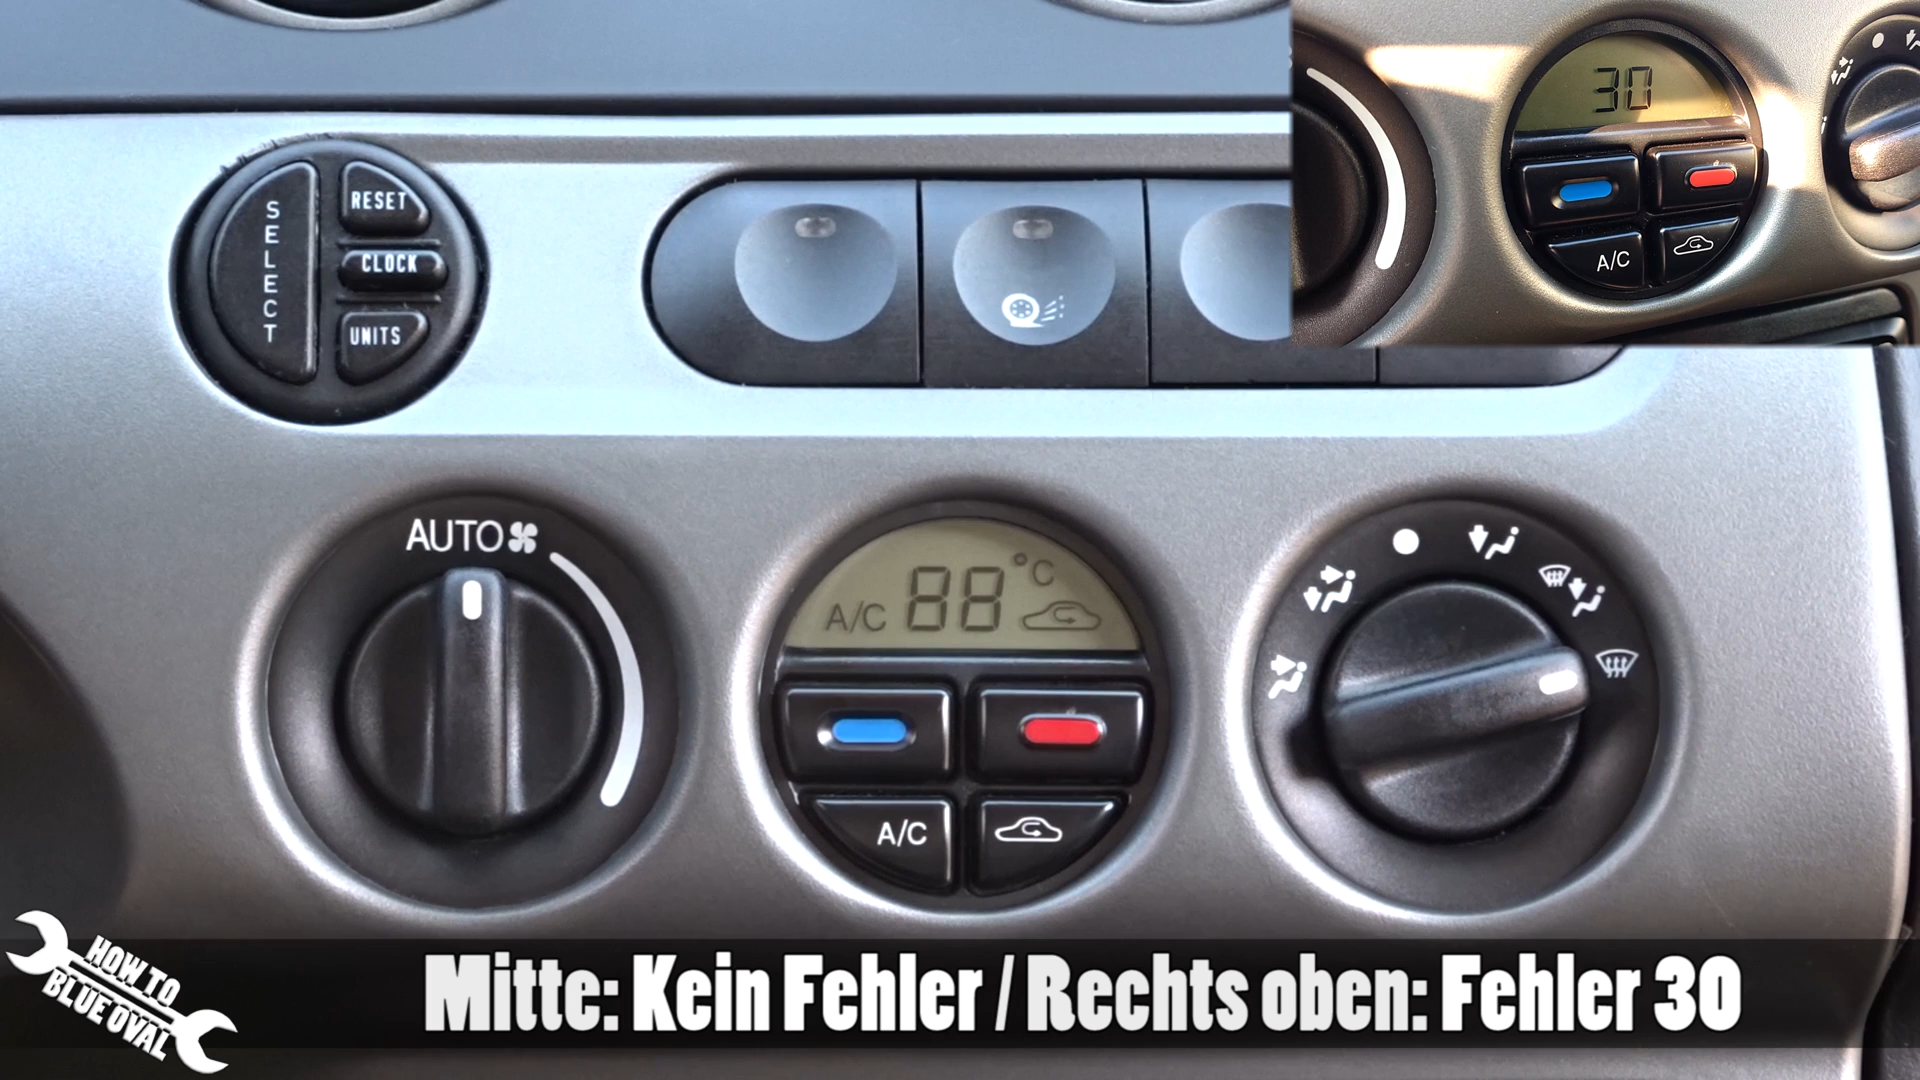 30
A/C
SELECT
RESET
CLOCK
UNITS
AUTO
A/C 88 °C
A/C
HOW TO
BLUE OVAL
Mitte: Kein Fehler / Rechts oben: Fehler 30